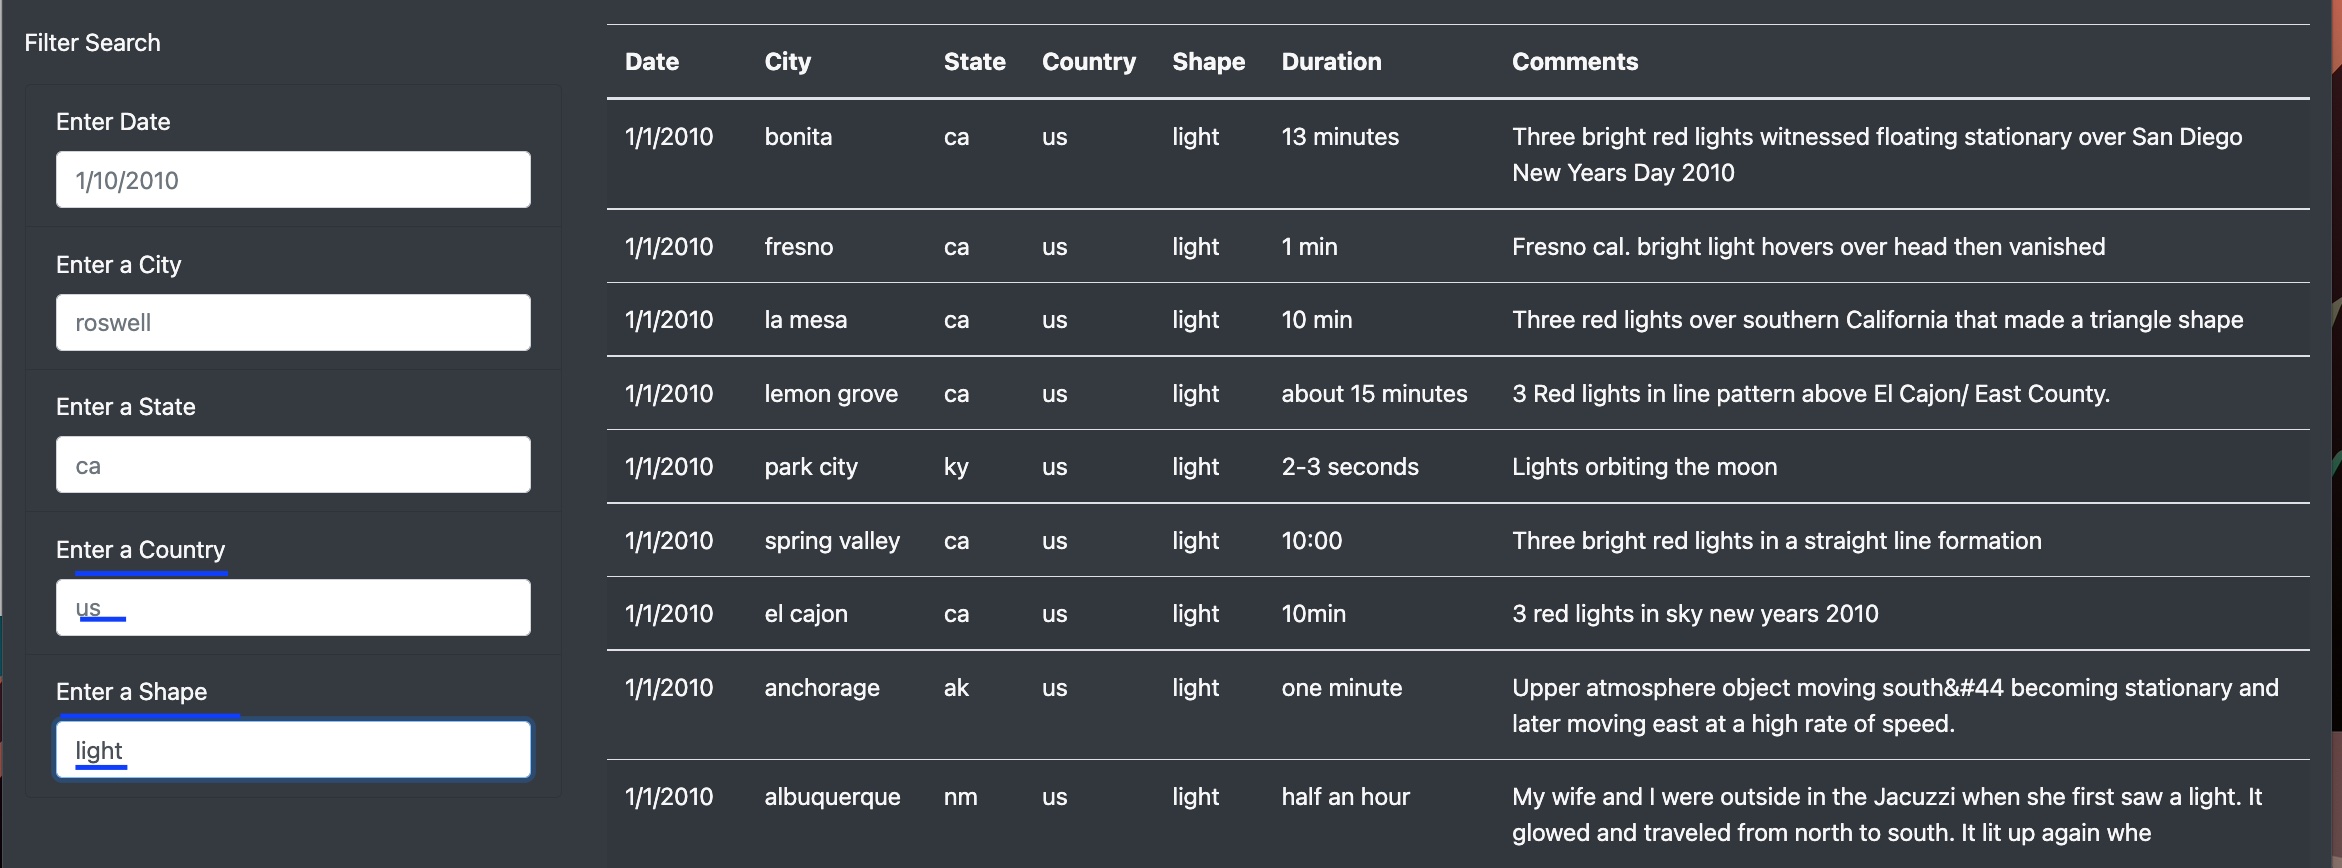 Filter Search
Enter Date
1/10/2010
Enter a City
roswell
Enter a State
ca
Enter a Country
us
Enter a Shape
light
Date City State Country Shape Duration Comments
1/1/2010 bonita ca us light 13 minutes Three bright red lights witnessed floating stationary over San Diego
New Years Day 2010
1/1/2010 fresno ca us light 1 min Fresno cal. bright light hovers over head then vanished
1/1/2010 la mesa ca us light 10 min Three red lights over southern California that made a triangle shape
1/1/2010 lemon grove ca us light about 15 minutes 3 Red lights in line pattern above El Cajon/ East County.
1/1/2010 park city ky us light 2-3 seconds Lights orbiting the moon
1/1/2010 spring valley ca us light 10:00 Three bright red lights in a straight line formation
1/1/2010 el cajon ca us light 10min 3 red lights in sky new years 2010
1/1/2010 anchorage ak us light one minute Upper atmosphere object moving south&#44 becoming stationary and
later moving east at a high rate of speed.
1/1/2010 albuquerque nm us light half an hour My wife and I were outside in the Jacuzzi when she first saw a light. It
glowed and traveled from north to south. It lit up again whe